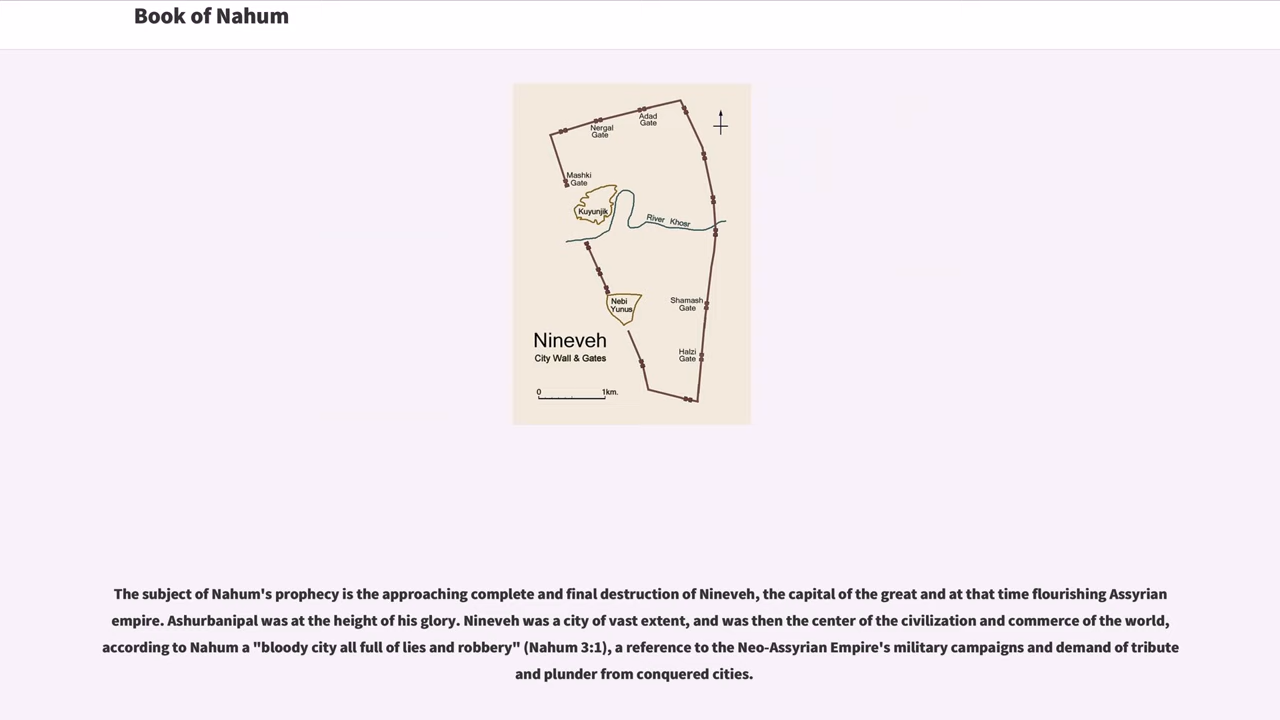 Book of Nahum
Adad
Gate
Nergal
Gate
Mashki
Gate
Kuyunjik
River Khosr
Nebi
Yunus
Shamash
Gate
Nineveh
City Wall & Gates
Halzi
Gate
0 1km.
The subject of Nahum's prophecy is the approaching complete and final destruction of Nineveh, the capital of the great and at that time flourishing Assyrian
empire. Ashurbanipal was at the height of his glory. Nineveh was a city of vast extent, and was then the center of the civilization and commerce of the world,
according to Nahum a "bloody city all full of lies and robbery" (Nahum 3:1), a reference to the Neo-Assyrian Empire's military campaigns and demand of tribute
and plunder from conquered cities.